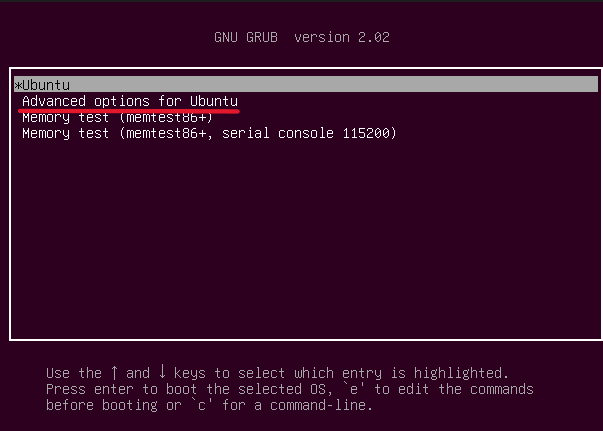 GNU GRUB  version 2.02
*Ubuntu
Advanced options for Ubuntu
Memory test (memtest86+)
Memory test (memtest86+, serial console 115200)
Use the ↑ and ↓ keys to select which entry is highlighted.
Press enter to boot the selected OS, `e' to edit the commands
before booting or `c' for a command-line.